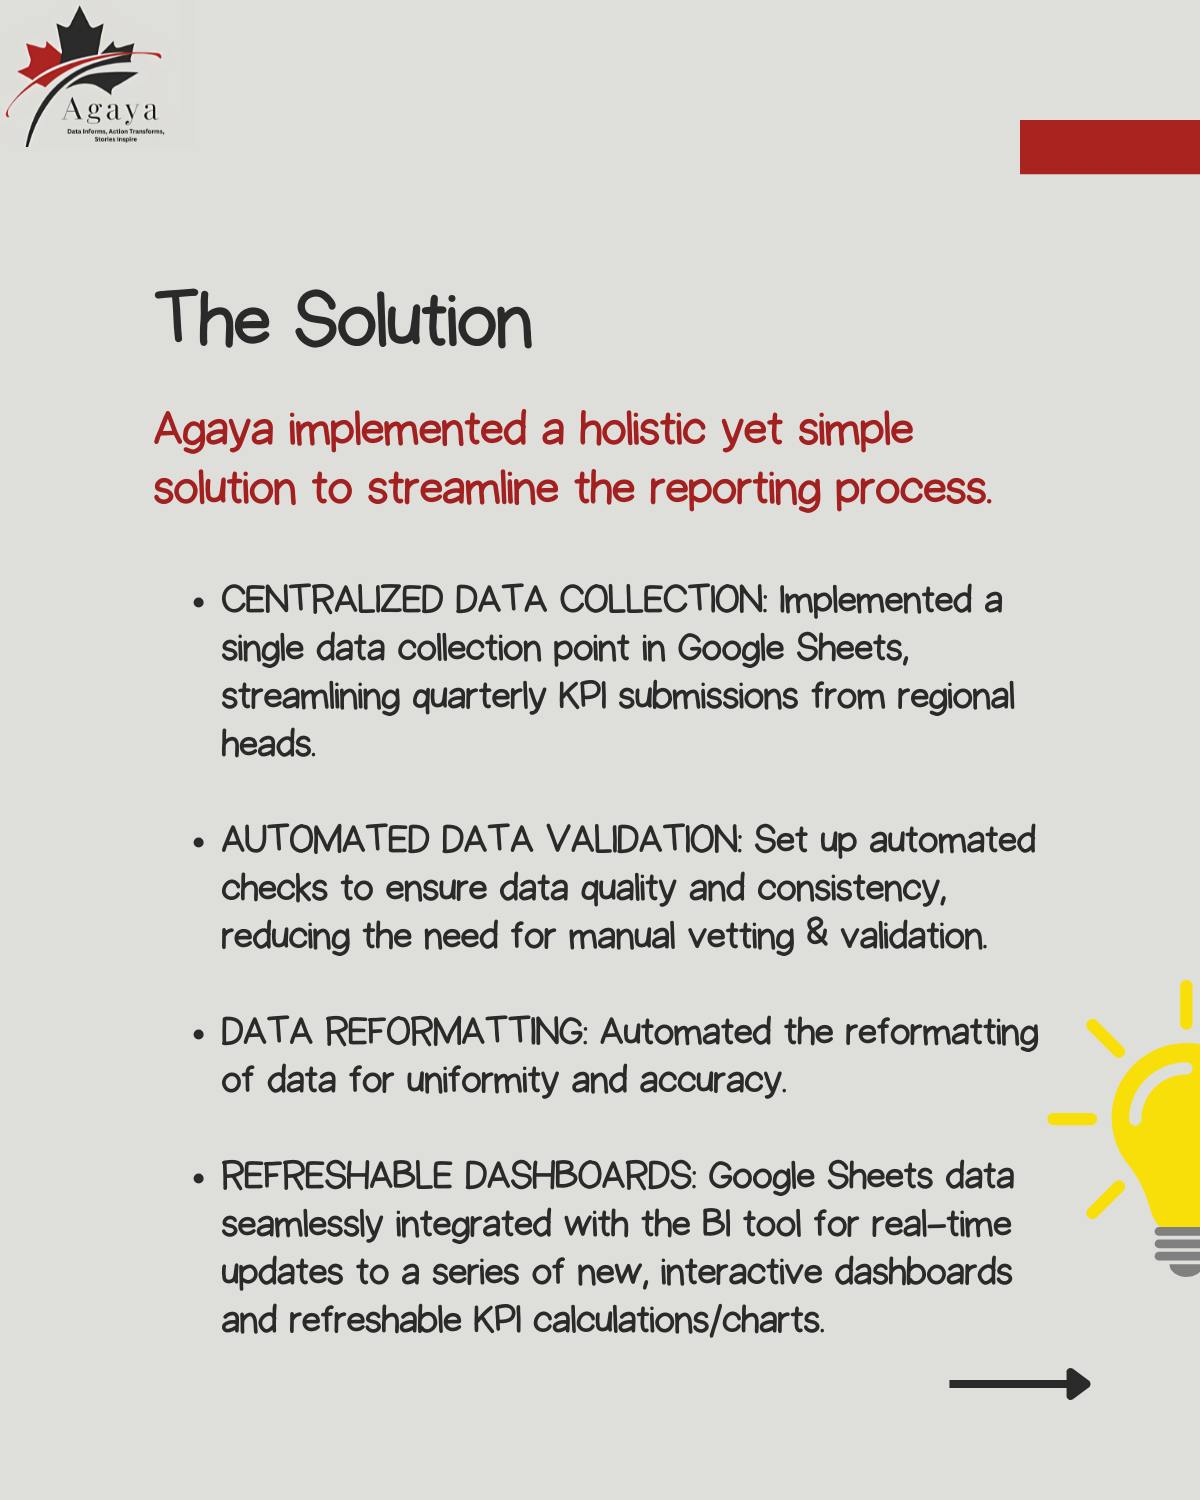 Agaya
Data Informs, Action Transforms,
Stories Inspire
The Solution
Agaya implemented a holistic yet simple
solution to streamline the reporting process.
• CENTRALIZED DATA COLLECTION: Implemented a
single data collection point in Google Sheets,
streamlining quarterly KPI submissions from regional
heads.
• AUTOMATED DATA VALIDATION: Set up automated
checks to ensure data quality and consistency,
reducing the need for manual vetting & validation.
• DATA REFORMATTING: Automated the reformatting
of data for uniformity and accuracy.
• REFRESHABLE DASHBOARDS: Google Sheets data
seamlessly integrated with the BI tool for real-time
updates to a series of new, interactive dashboards
and refreshable KPI calculations/charts.